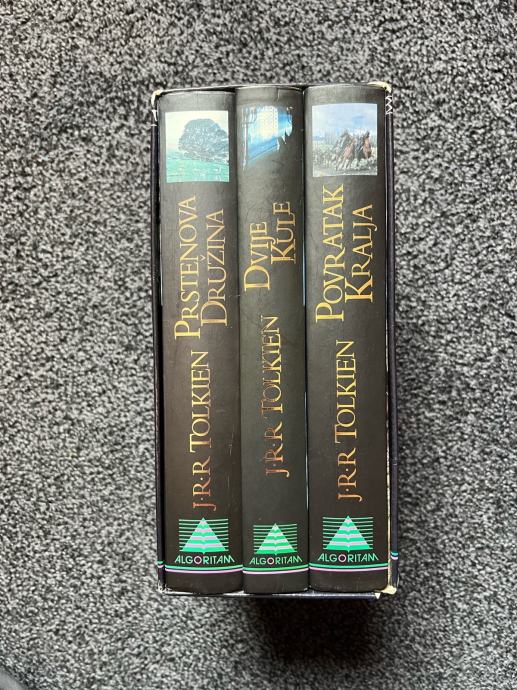 PRSTENOVA
DRUŽINA
J·R·R TOLKIEN
ALGORITAM
DVIJE
KULE
J·R·R TOLKIEN
ALGORITAM
POVRATAK
KRALJA
J·R·R TOLKIEN
ALGORITAM